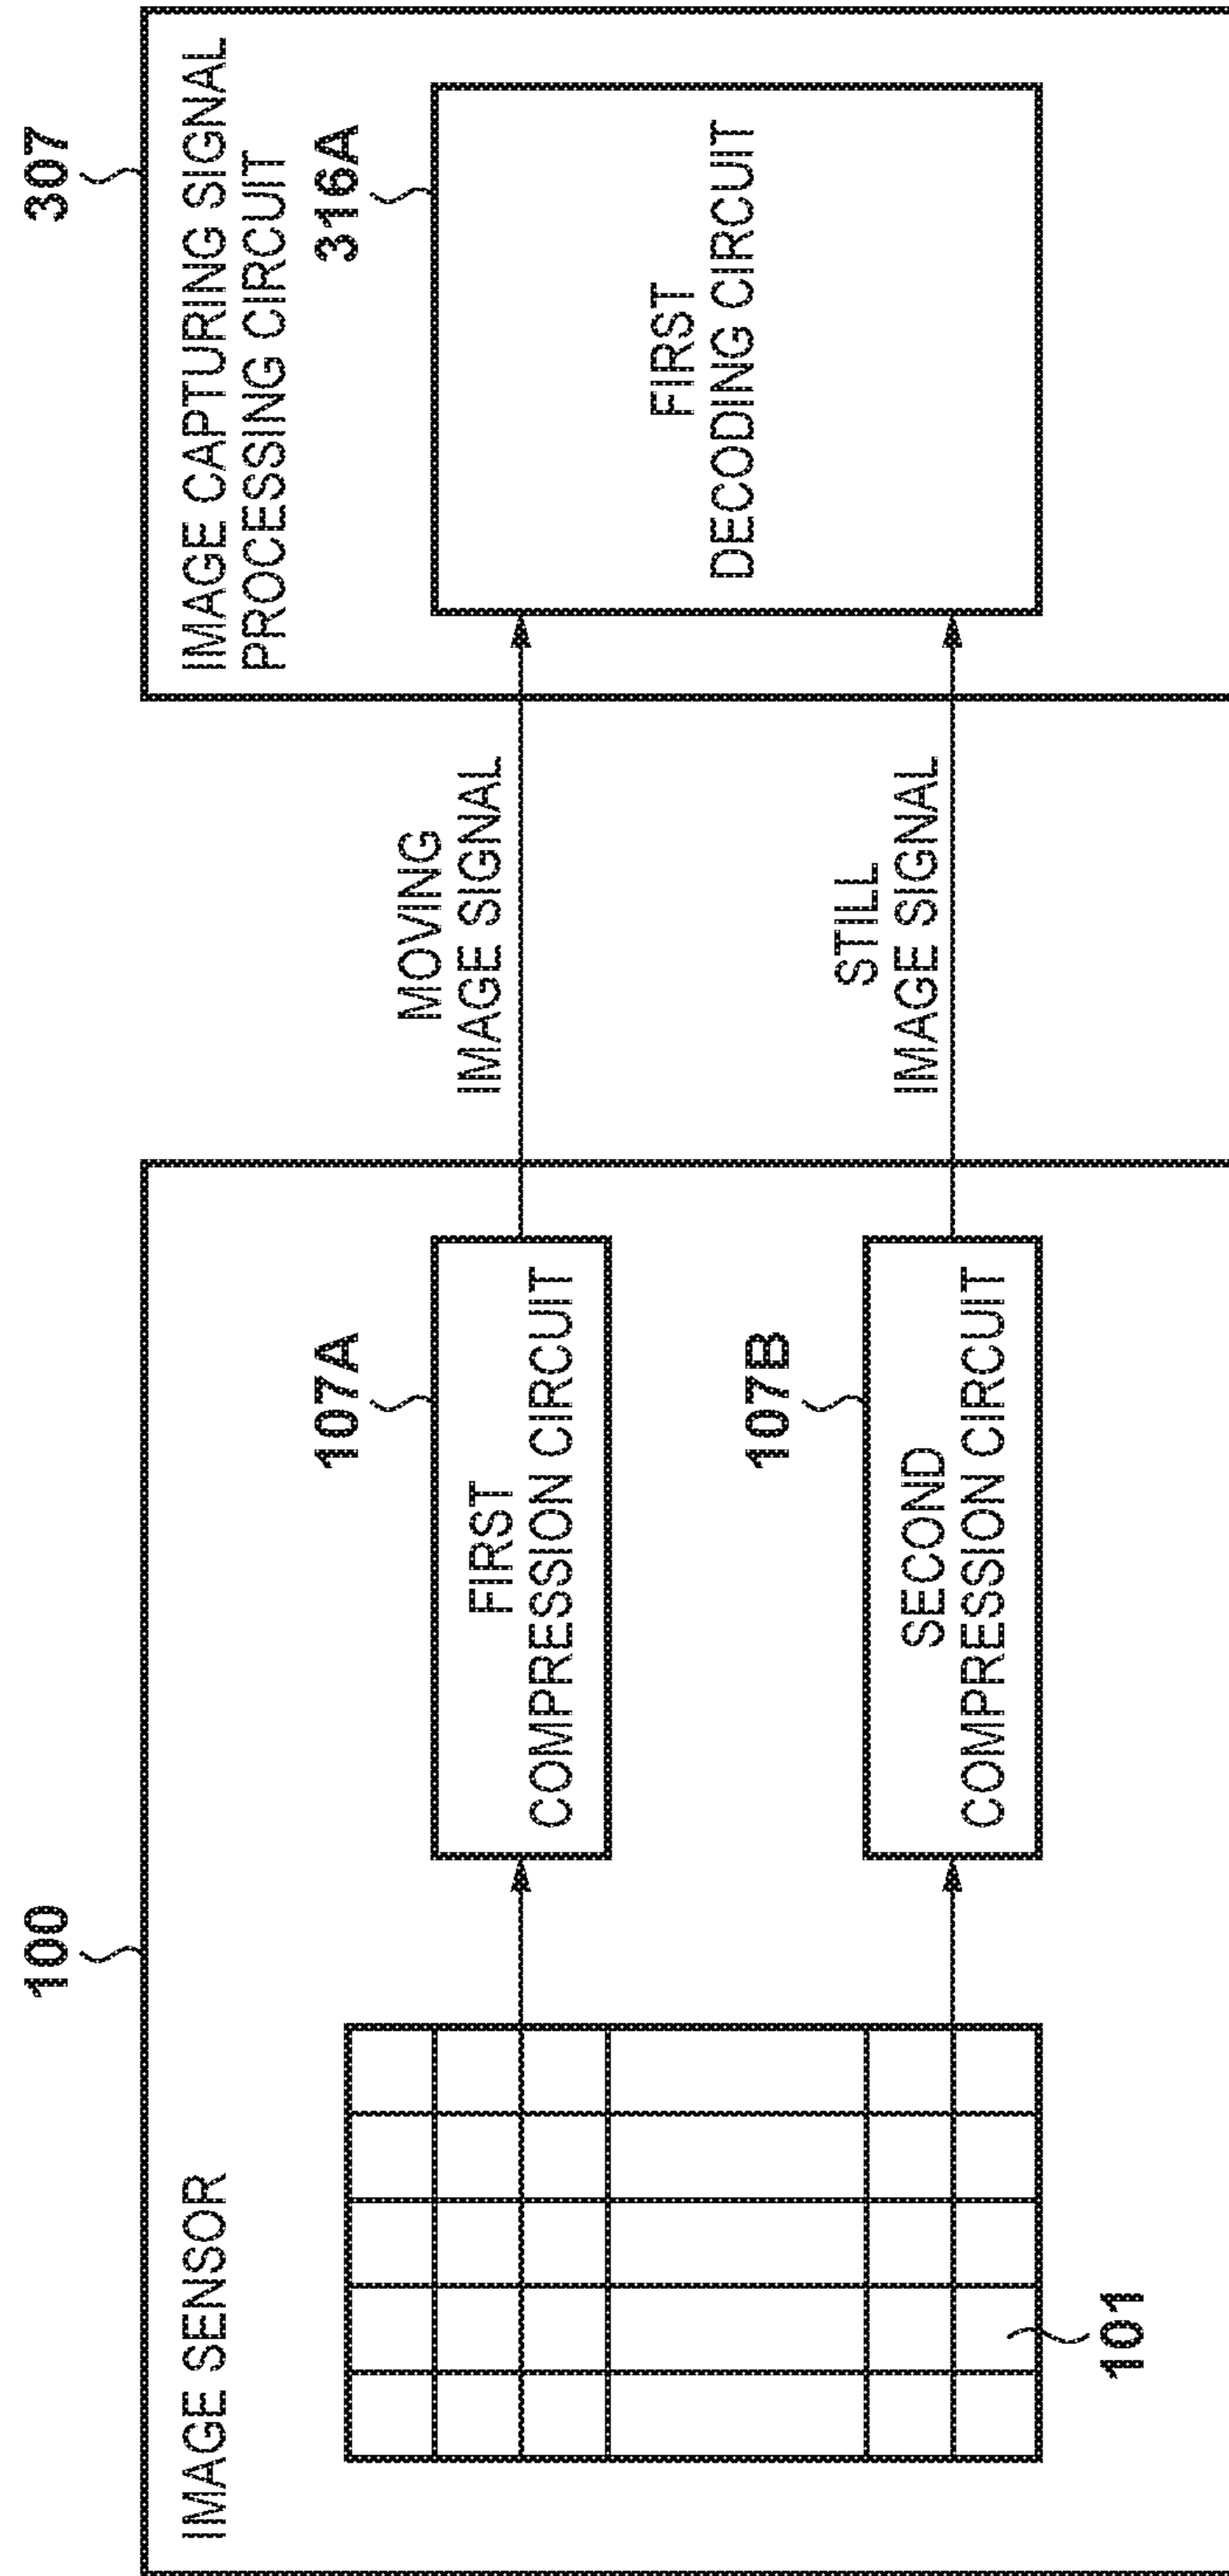 100
IMAGE SENSOR
101
107A
FIRST
COMPRESSION CIRCUIT
107B
SECOND
COMPRESSION CIRCUIT
MOVING
IMAGE SIGNAL
STILL
IMAGE SIGNAL
307
IMAGE CAPTURING SIGNAL
PROCESSING CIRCUIT
316A
FIRST
DECODING CIRCUIT